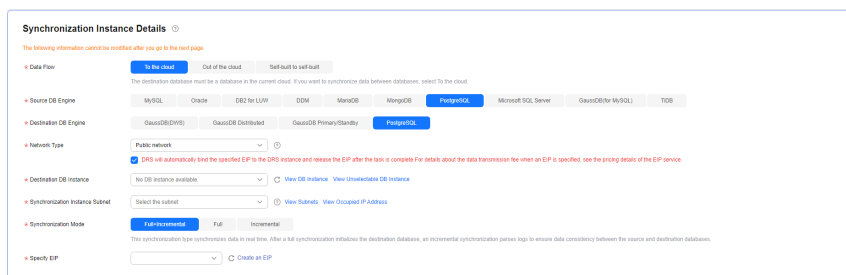 Synchronization Instance Details
The following information cannot be modified after you go to the next page.
★ Data Flow To the cloud Out of the cloud Self-built to self-built
The destination database must be a database in the current cloud. If you want to synchronize data between databases, select To the cloud.
★ Source DB Engine MySQL Oracle DB2 for LUW DDM MariaDB MongoDB PostgreSQL Microsoft SQL Server GaussDB(for MySQL) TiDB
★ Destination DB Engine GaussDB(DWS) GaussDB Distributed GaussDB Primary/Standby PostgreSQL
★ Network Type Public network
DRS will automatically bind the specified EIP to the DRS instance and release the EIP after the task is complete For details about the data transmission fee when an EIP is specified, see the pricing details of the EIP service.
★ Destination DB Instance No DB instance available. View DB Instance View Unselectable DB Instance
★ Synchronization Instance Subnet Select the subnet View Subnets View Occupied IP Address
★ Synchronization Mode Full+Incremental Full Incremental
This synchronization type synchronizes data in real time. After a full synchronization initializes the destination database, an incremental synchronization parses logs to ensure data consistency between the source and destination databases.
★ Specify EIP Create an EIP